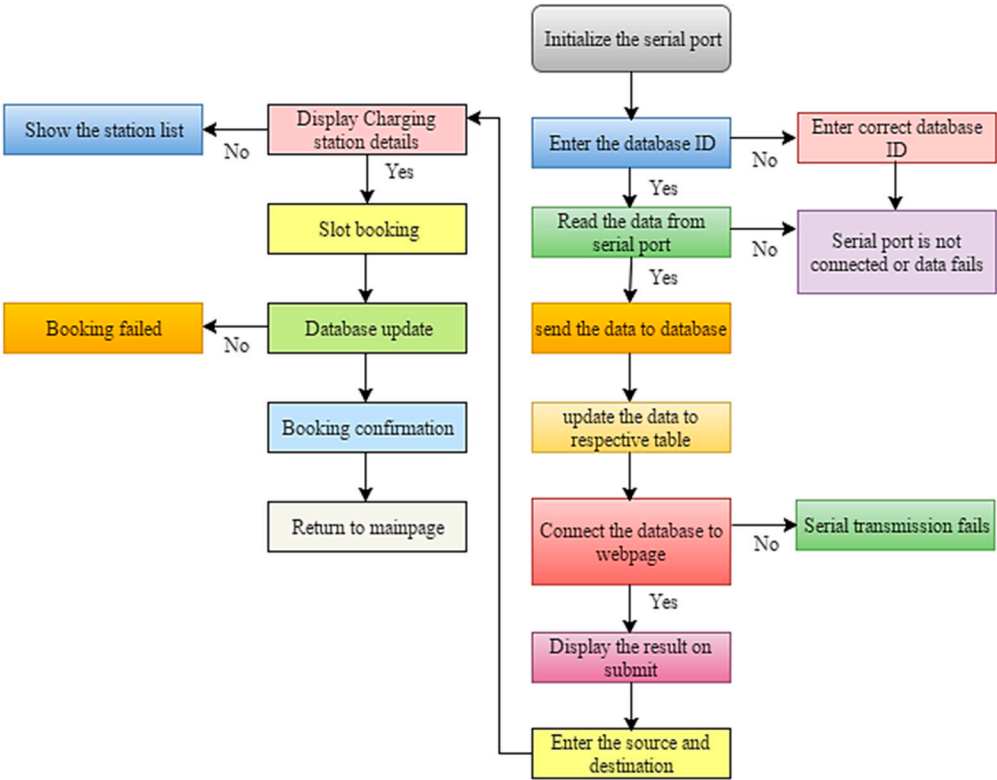 Initialize the serial port
Show the station list
No
Display Charging
station details
Yes
Enter the database ID
No
Enter correct database
ID
Yes
Slot booking
Read the data from
serial port
No
Serial port is not
connected or data fails
Yes
Booking failed
No
Database update
send the data to database
Booking confirmation
update the data to
respective table
Return to mainpage
Connect the database to
webpage
No
Serial transmission fails
Yes
Display the result on
submit
Enter the source and
destination